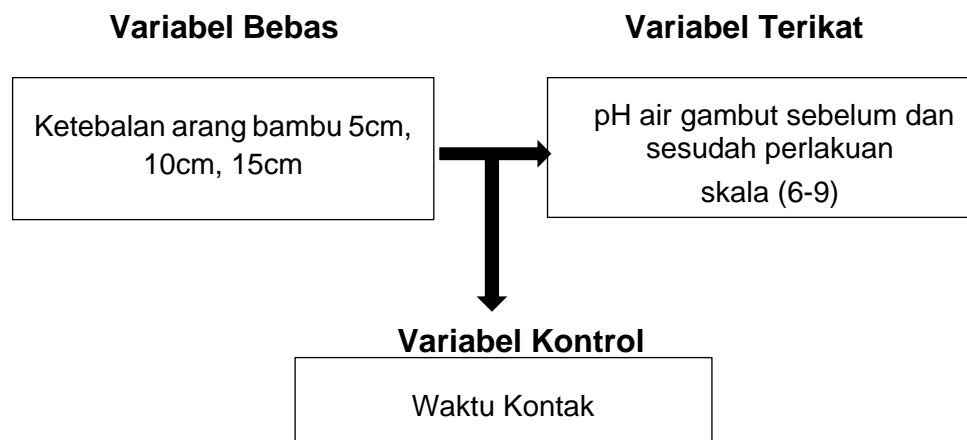 Variabel Bebas
Variabel Terikat
Ketebalan arang bambu 5cm,
10cm, 15cm
pH air gambut sebelum dan
sesudah perlakuan
skala (6-9)
Variabel Kontrol
Waktu Kontak